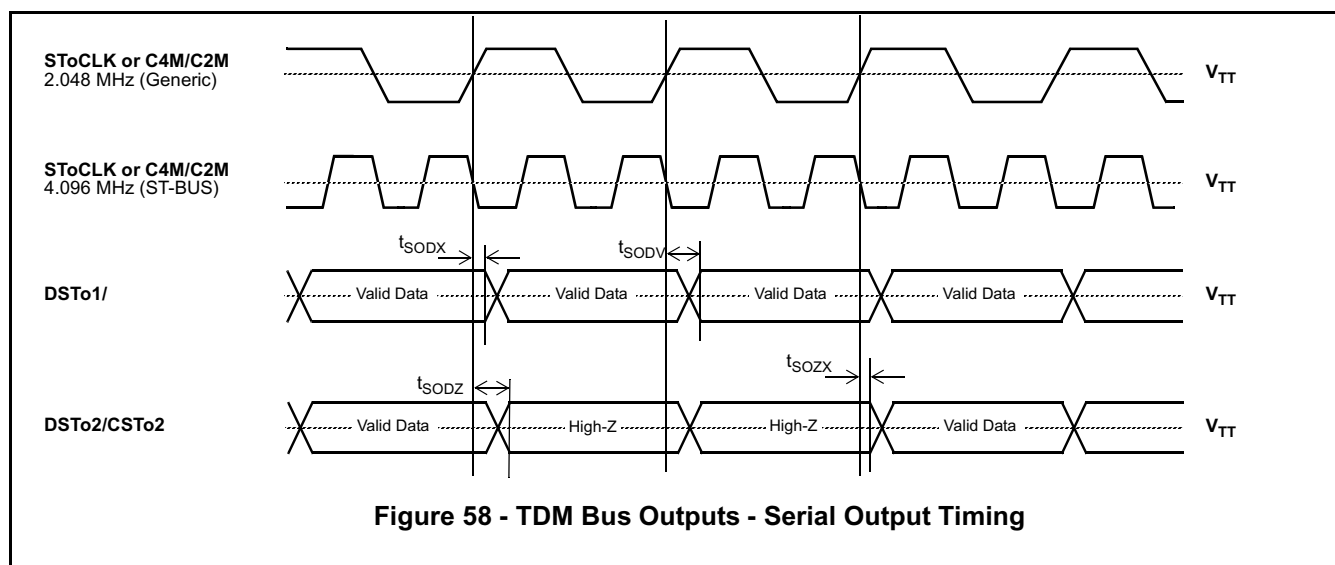 SToCLK or C4M/C2M
2.048 MHz (Generic)
VTT
SToCLK or C4M/C2M
4.096 MHz (ST-BUS)
VTT
tSODX
tSODV
DSTo1/
Valid Data
Valid Data
Valid Data
Valid Data
VTT
tSODZ
tSOZX
DSTo2/CSTo2
Valid Data
High-Z
High-Z
Valid Data
VTT
Figure 58 - TDM Bus Outputs - Serial Output Timing